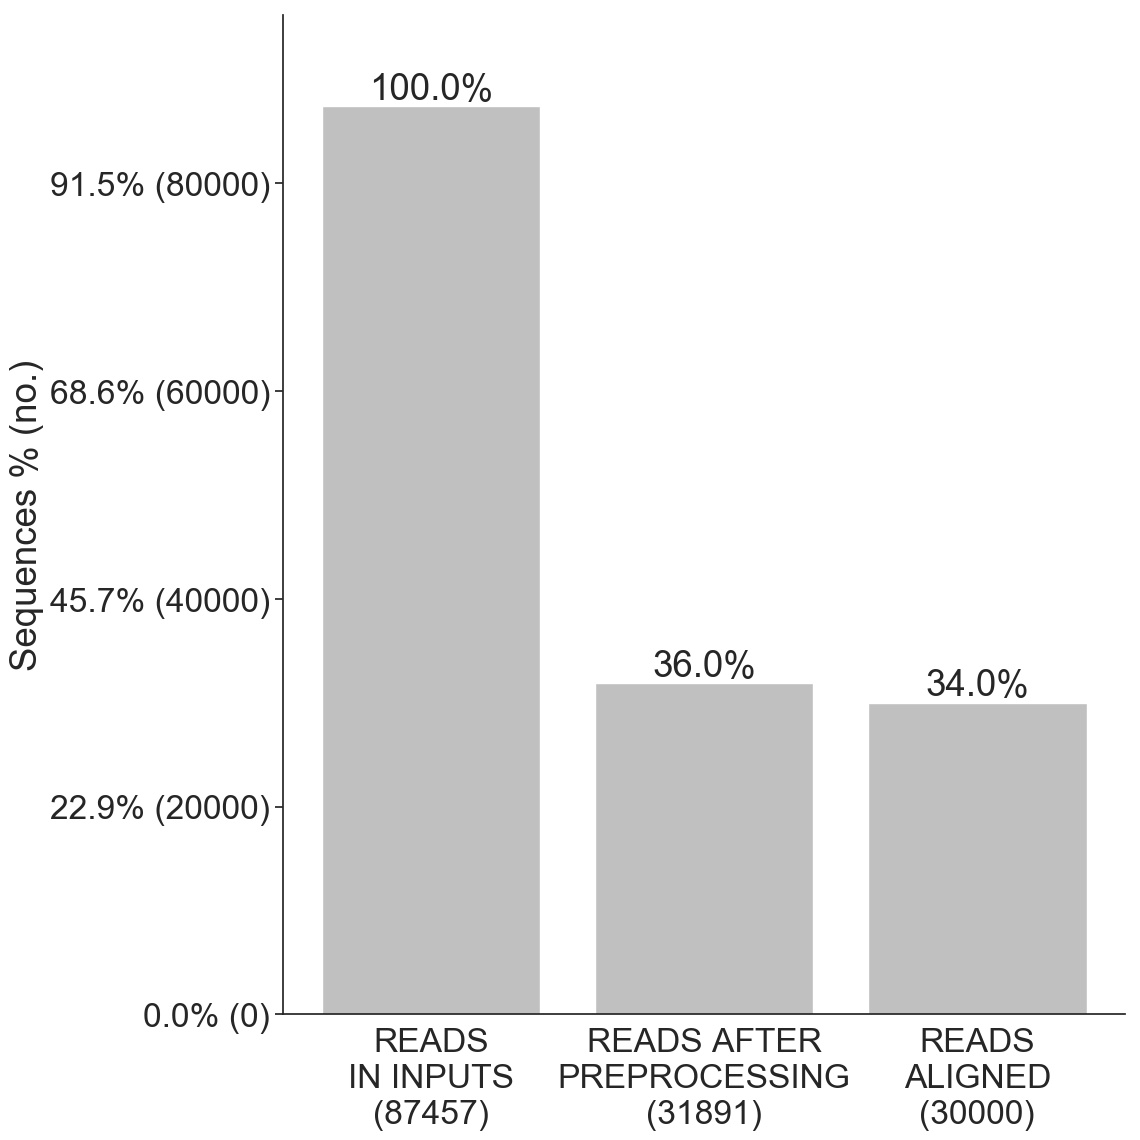 Sequences % (no.)
100.0%
91.5% (80000)
68.6% (60000)
45.7% (40000)
36.0%
34.0%
22.9% (20000)
0.0% (0)
READS
IN INPUTS
(87457)
READS AFTER
PREPROCESSING
(31891)
READS
ALIGNED
(30000)